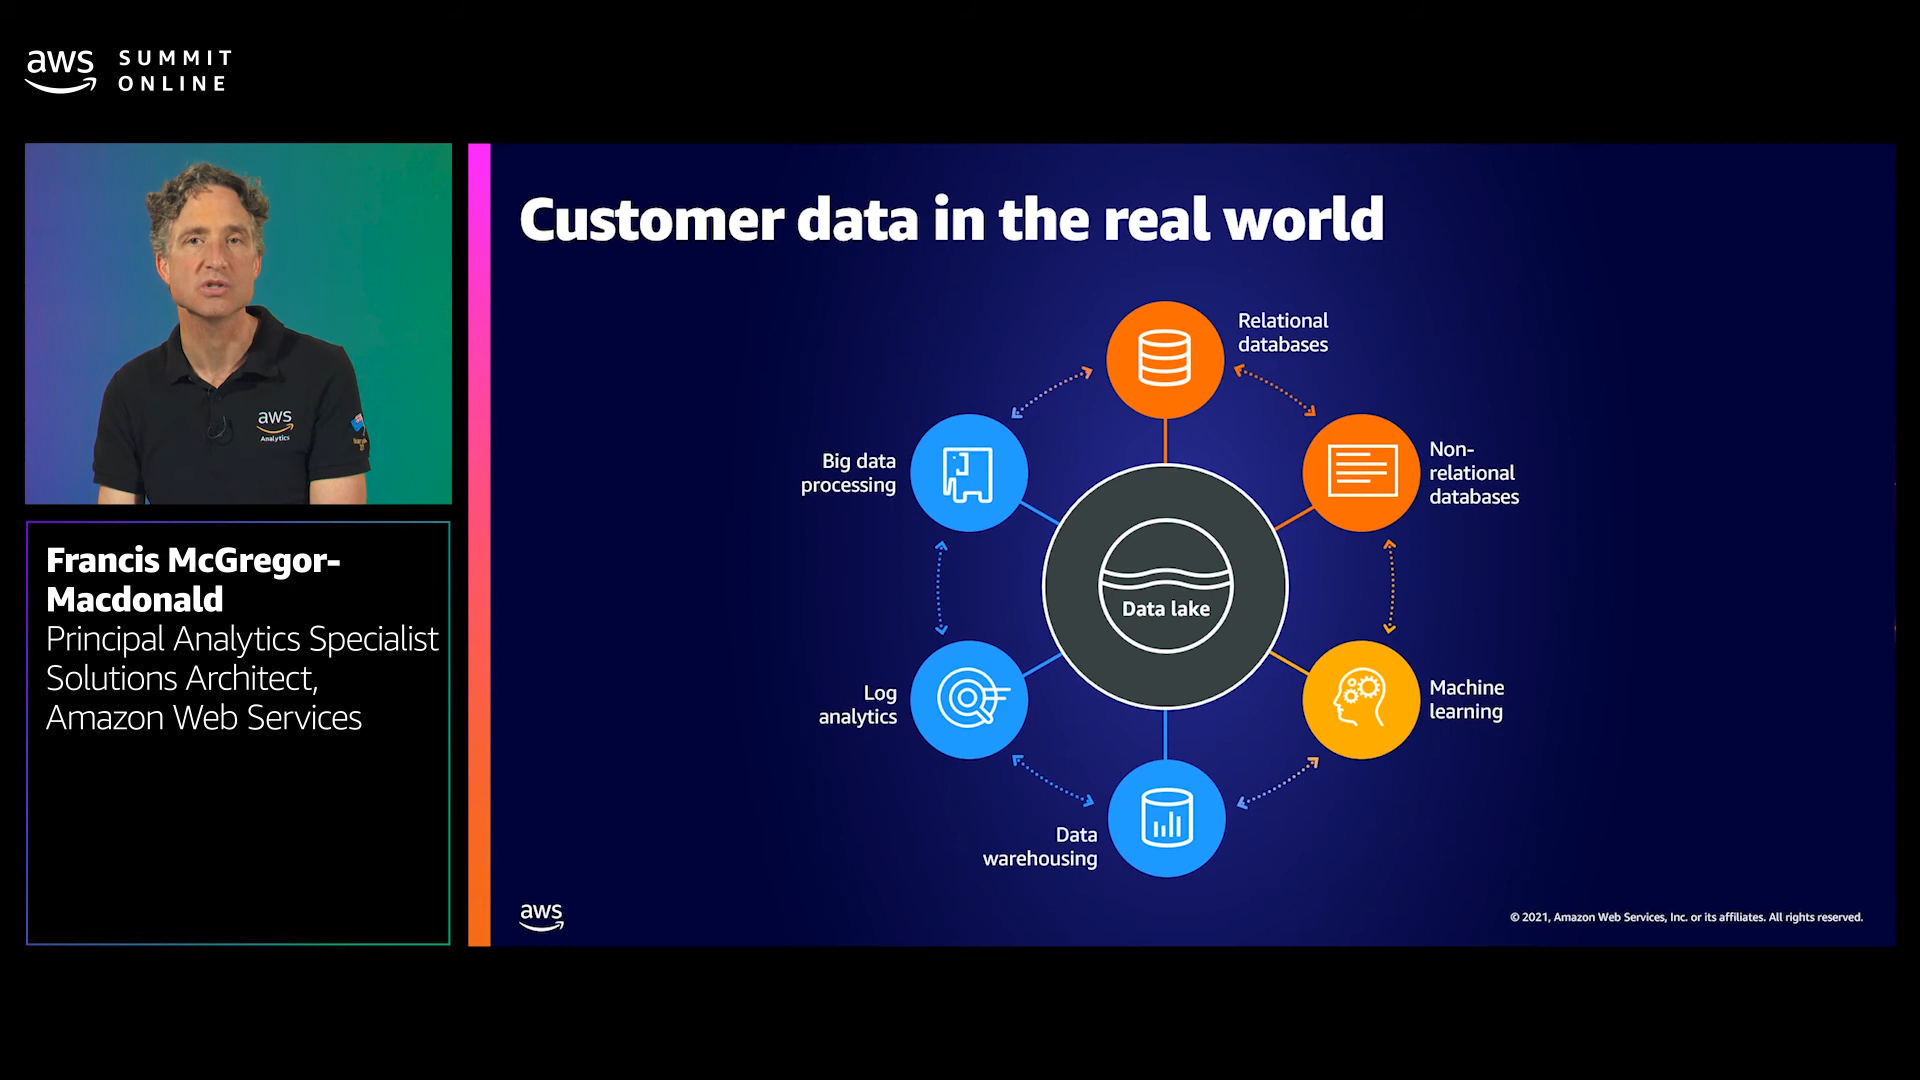 aws SUMMIT
ONLINE
aws
Analytics
Francis McGregor-
Macdonald
Principal Analytics Specialist
Solutions Architect,
Amazon Web Services
Customer data in the real world
Relational
databases
Non-
relational
databases
Big data
processing
Data lake
Machine
learning
Log
analytics
Data
warehousing
aws
© 2021, Amazon Web Services, Inc. or its affiliates. All rights reserved.